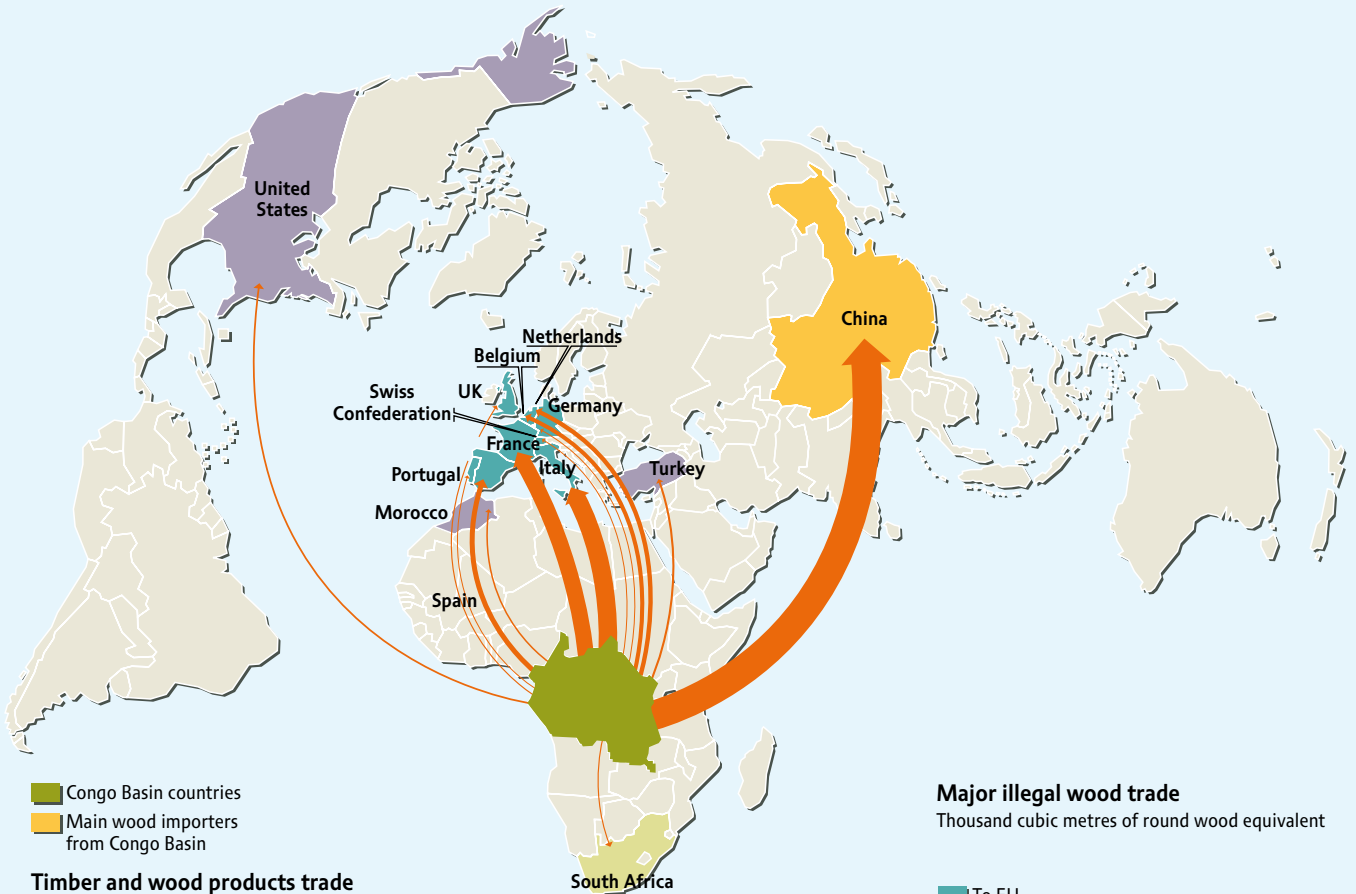 United
States
China
Netherlands
Belgium
UK
Swiss
Confederation
Germany
France
Portugal
Italy
Turkey
Morocco
Spain
Congo Basin countries
Main wood importers
from Congo Basin
Timber and wood products trade
South Africa
Major illegal wood trade
Thousand cubic metres of round wood equivalent
To EU